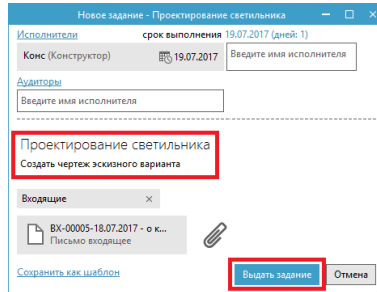 Новое задание - Проектирование светильника
Исполнители срок выполнения 19.07.2017 (дней: 1)
Конс (Конструктор) 19.07.2017 Введите имя исполнителя
Аудиторы
Введите имя исполнителя
Проектирование светильника
Создать чертеж эскизного варианта
Входящие ×
ВХ-00005-18.07.2017 - о к...
Письмо входящее
Сохранить как шаблон Выдать задание Отмена